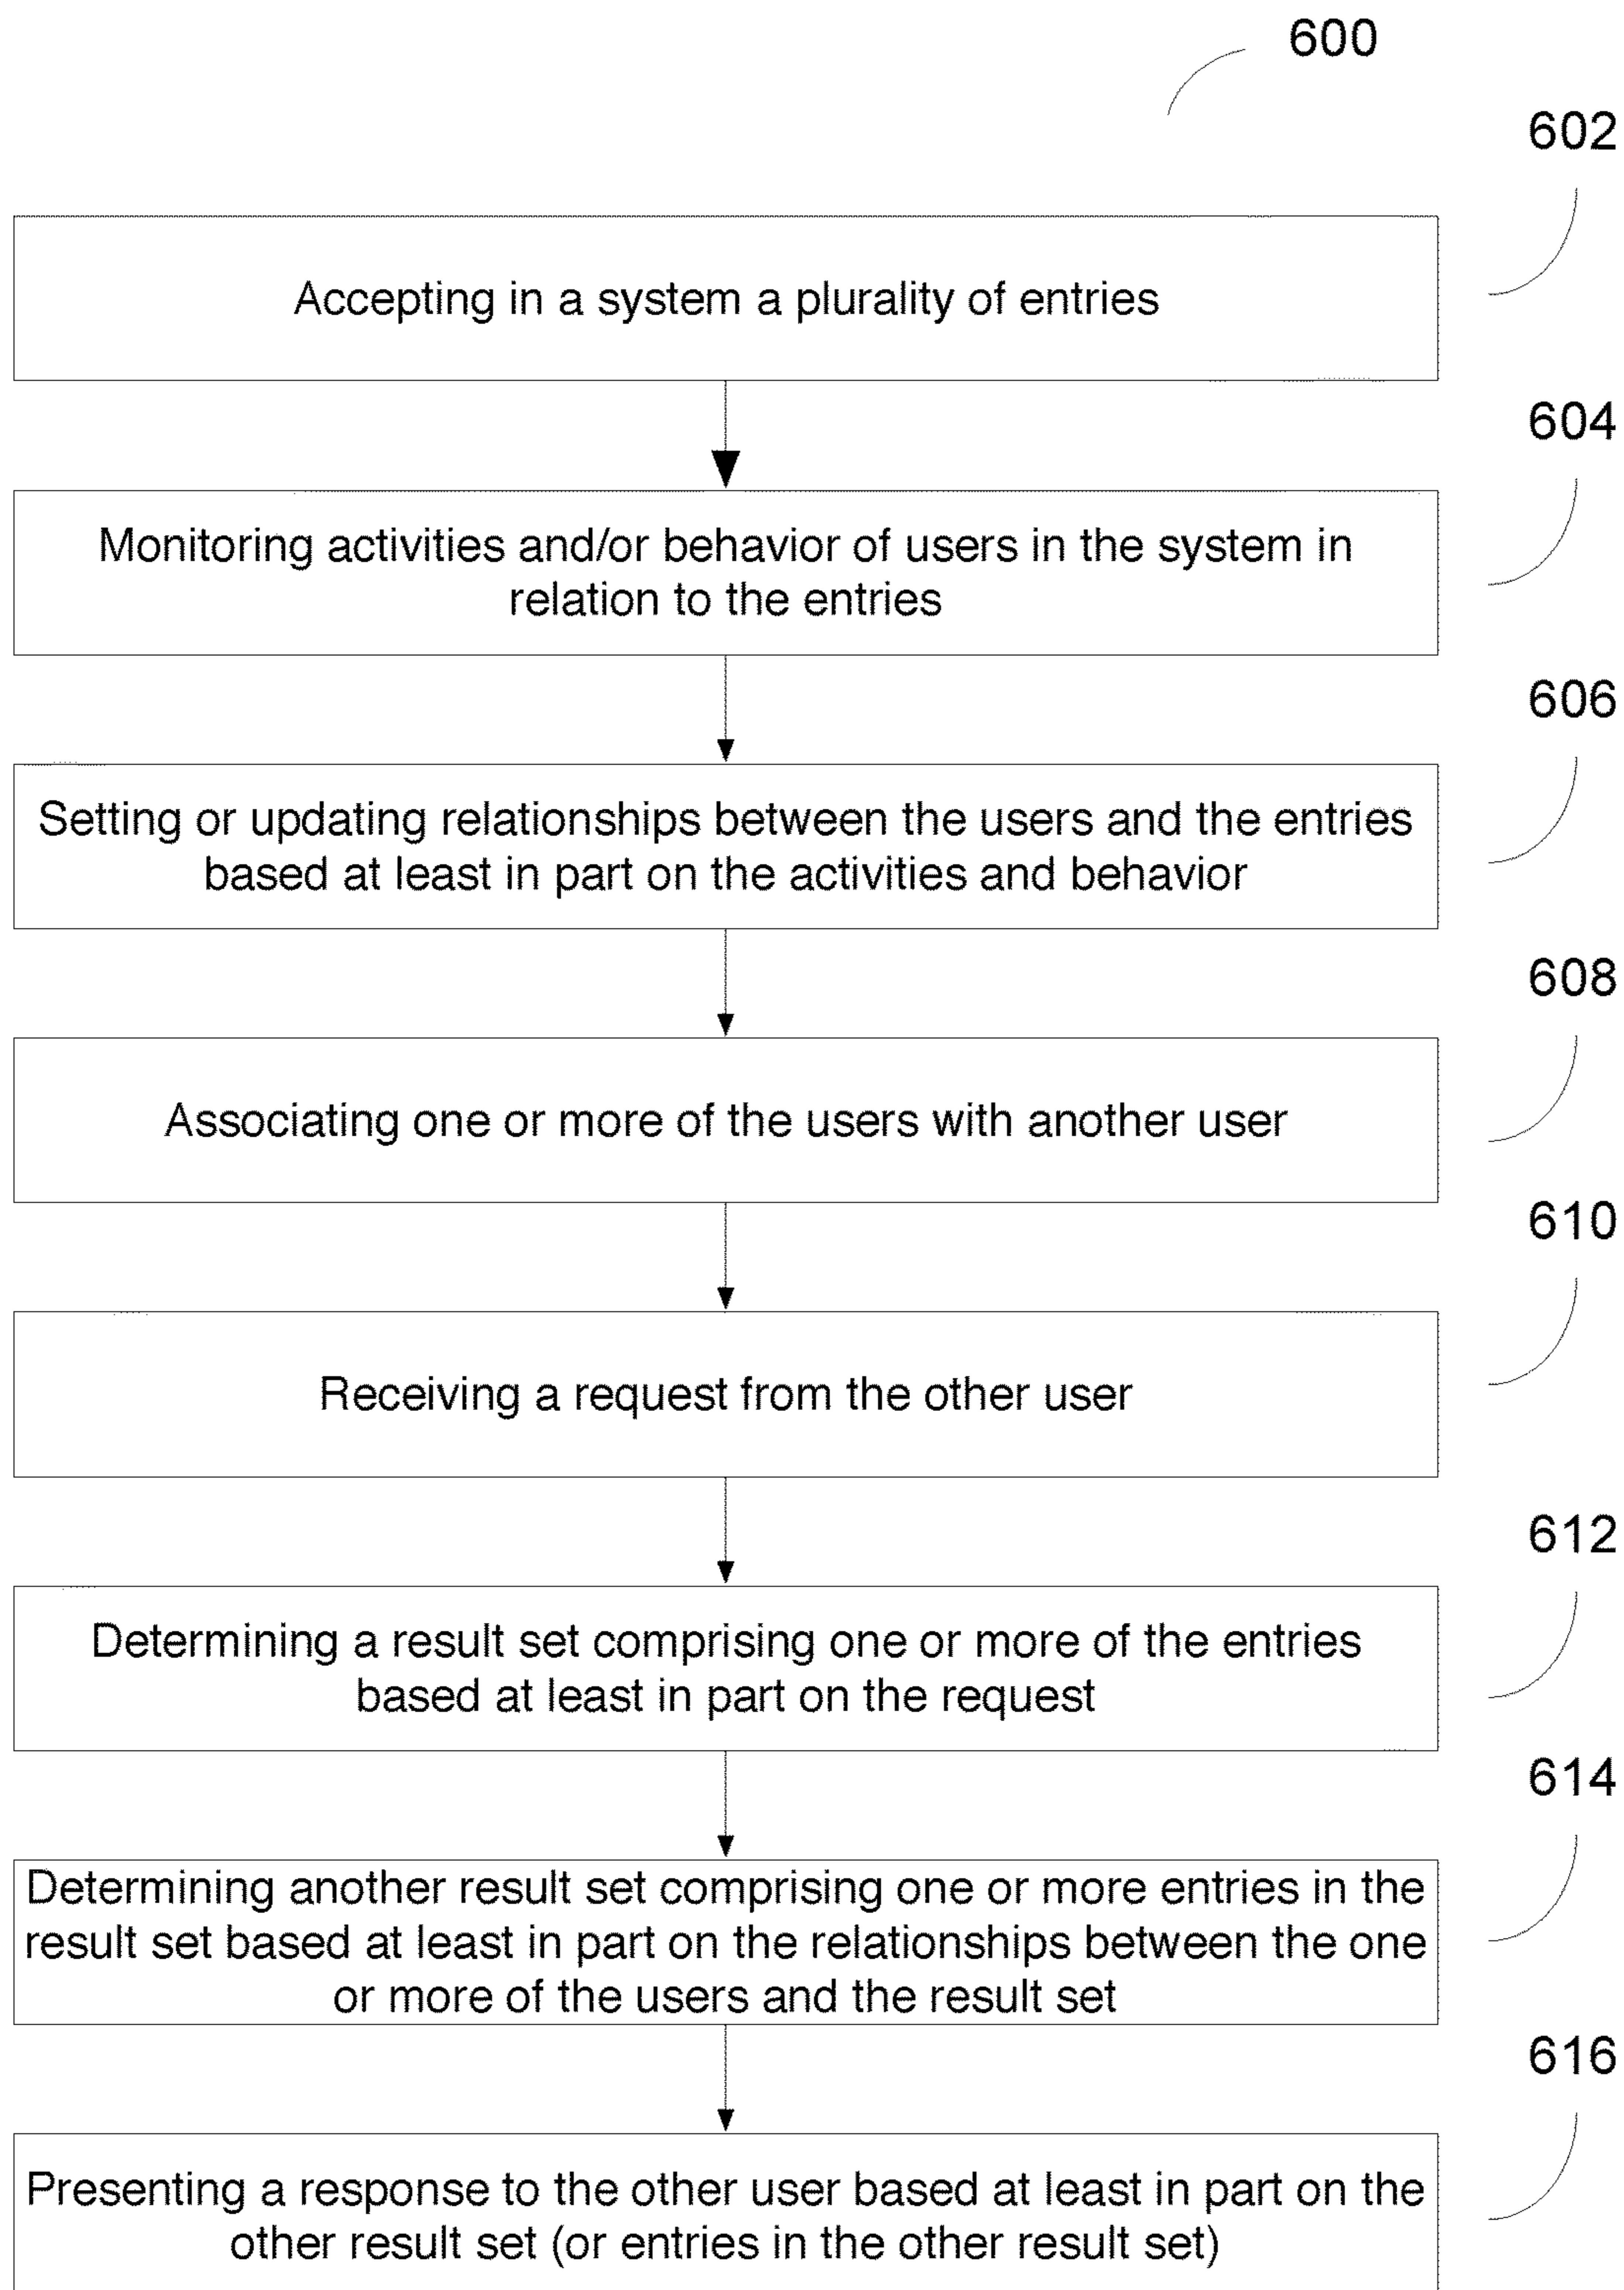 600
602
Accepting in a system a plurality of entries
604
Monitoring activities and/or behavior of users in the system in
relation to the entries
606
Setting or updating relationships between the users and the entries
based at least in part on the activities and behavior
608
Associating one or more of the users with another user
610
Receiving a request from the other user
612
Determining a result set comprising one or more of the entries
based at least in part on the request
614
Determining another result set comprising one or more entries in the
result set based at least in part on the relationships between the one
or more of the users and the result set
616
Presenting a response to the other user based at least in part on the
other result set (or entries in the other result set)